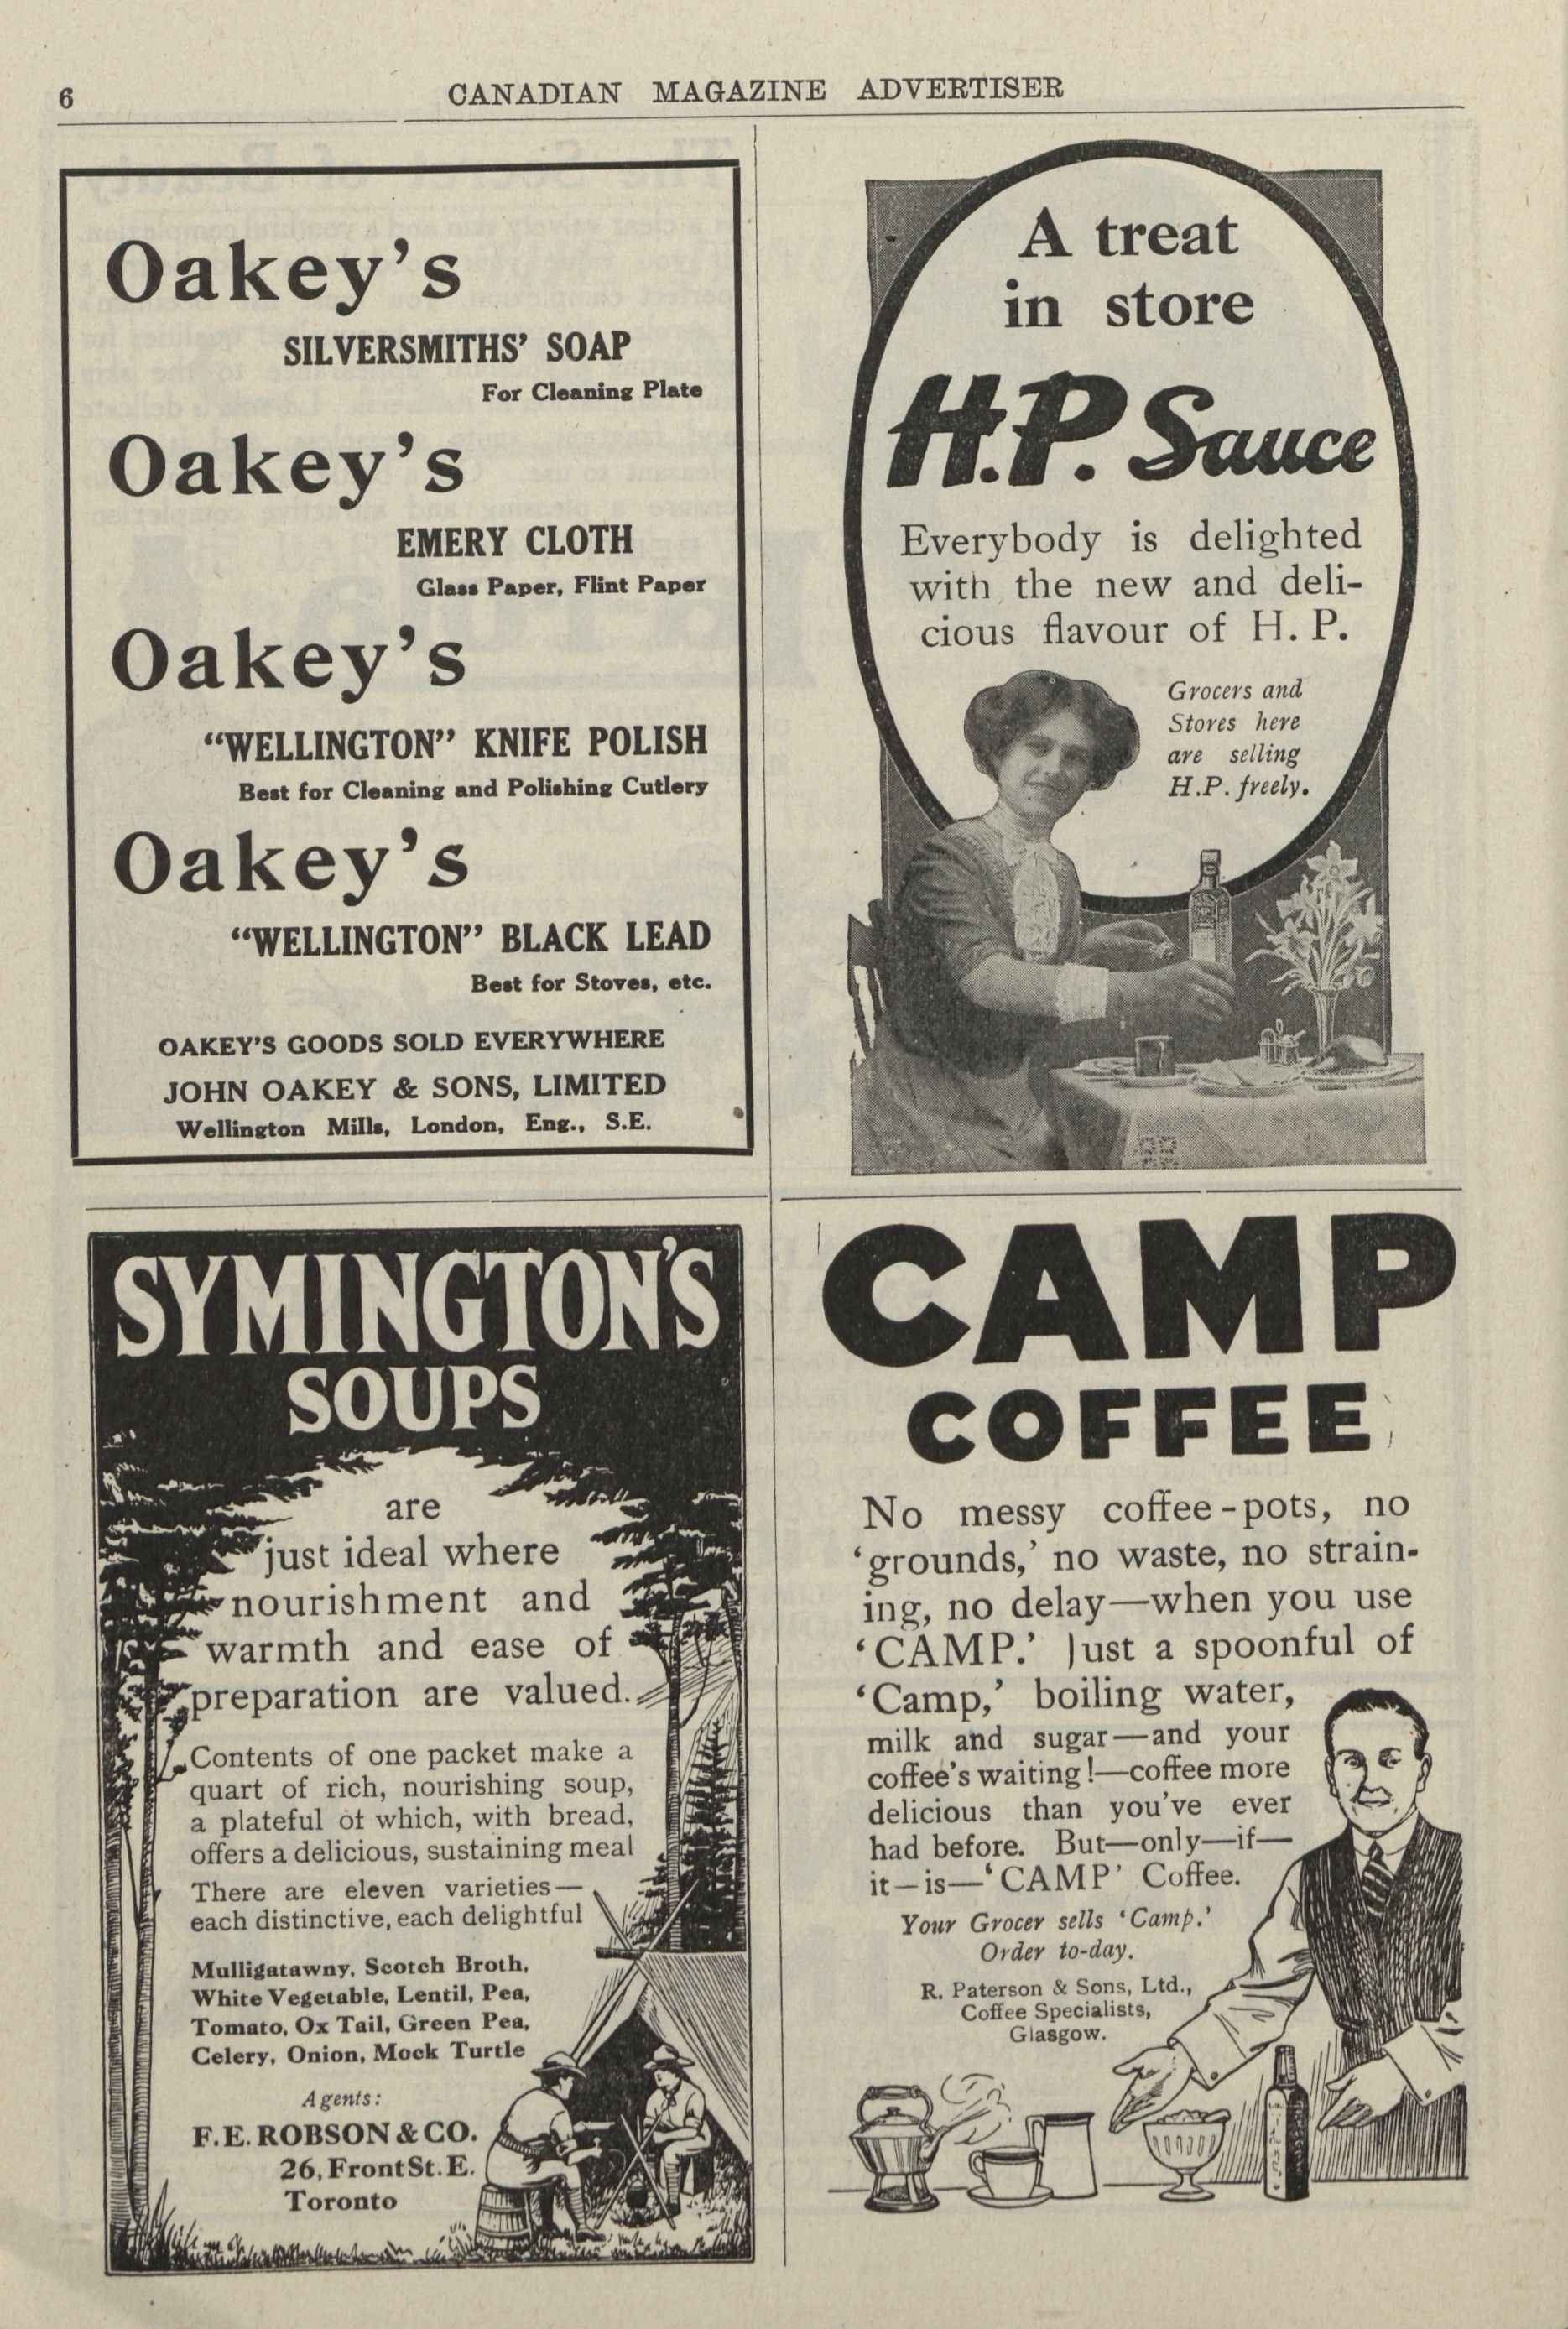 6
CANADIAN MAGAZINE ADVERTISER
Oakey's
SILVERSMITHS' SOAP
For Cleaning Plate
Oakey's
EMERY CLOTH
Glass Paper, Flint Paper
Oakey's
"WELLINGTON" KNIFE POLISH
Best for Cleaning and Polishing Cutlery
Oakey's
"WELLINGTON" BLACK LEAD
Best for Stoves, etc.
OAKEY'S GOODS SOLD EVERYWHERE
JOHN OAKEY & SONS, LIMITED
Wellington Mills, London, Eng., S.E.
A treat
in store
H.P. Sauce
Everybody is delighted
with the new and deli-
cious flavour of H. P.
Grocers and
Stores here
are selling
H.P. freely.
SYMINGTON'S
SOUPS
are
just ideal where
nourishment and
warmth and ease of
preparation are valued.
Contents of one packet make a
quart of rich, nourishing soup,
a plateful of which, with bread,
offers a delicious, sustaining meal
There are eleven varieties—
each distinctive, each delightful
Mulligatawny, Scotch Broth,
White Vegetable, Lentil, Pea,
Tomato, Ox Tail, Green Pea,
Celery, Onion, Mock Turtle
Agents:
F. E. ROBSON & CO.
26, Front St. E.
Toronto
CAMP
COFFEE
No messy coffee-pots, no
'grounds,' no waste, no strain-
ing, no delay—when you use
'CAMP.' Just a spoonful of
'Camp,' boiling water,
milk and sugar—and your
coffee's waiting!—coffee more
delicious than you've ever
had before. But—only—if—
it—is—'CAMP' Coffee.
Your Grocer sells 'Camp.'
Order to-day.
R. Paterson & Sons, Ltd.,
Coffee Specialists,
Glasgow.